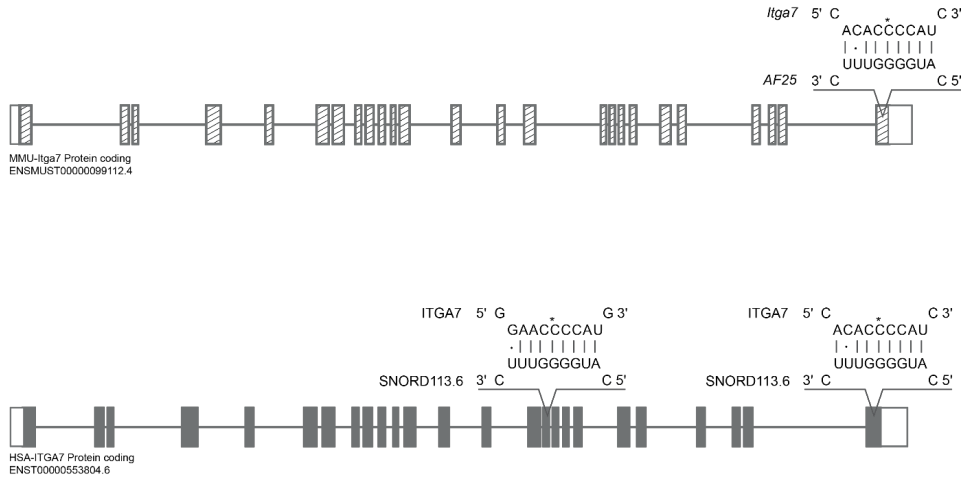 Itga7 5' C C 3'
*
ACACCCCAU
UUUGGGGUA
AF25 3' C C 5'
MMU-Itga7 Protein coding
ENSMUST00000099112.4
ITGA7 5' G G 3'
*
GAACCCCAU
UUUGGGGUA
SNORD113.6 3' C C 5'
ITGA7 5' C C 3'
*
ACACCCCAU
UUUGGGGUA
SNORD113.6 3' C C 5'
HSA-ITGA7 Protein coding
ENST00000553804.6